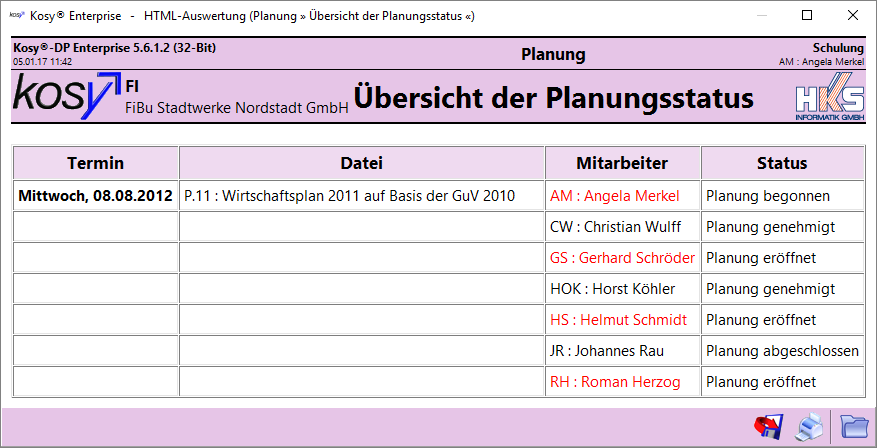 kosy Kosy® Enterprise - HTML-Auswertung (Planung » Übersicht der Planungsstatus «)
Kosy®-DP Enterprise 5.6.1.2 (32-Bit) Planung Schulung
05.01.17 11:42 AM : Angela Merkel
kosy FI
FiBu Stadtwerke Nordstadt GmbH Übersicht der Planungsstatus HKS
INFORMATIK GMBH
Termin Datei Mitarbeiter Status
Mittwoch, 08.08.2012 P.11 : Wirtschaftsplan 2011 auf Basis der GuV 2010 AM : Angela Merkel Planung begonnen
CW : Christian Wulff Planung genehmigt
GS : Gerhard Schröder Planung eröffnet
HOK : Horst Köhler Planung genehmigt
HS : Helmut Schmidt Planung eröffnet
JR : Johannes Rau Planung abgeschlossen
RH : Roman Herzog Planung eröffnet